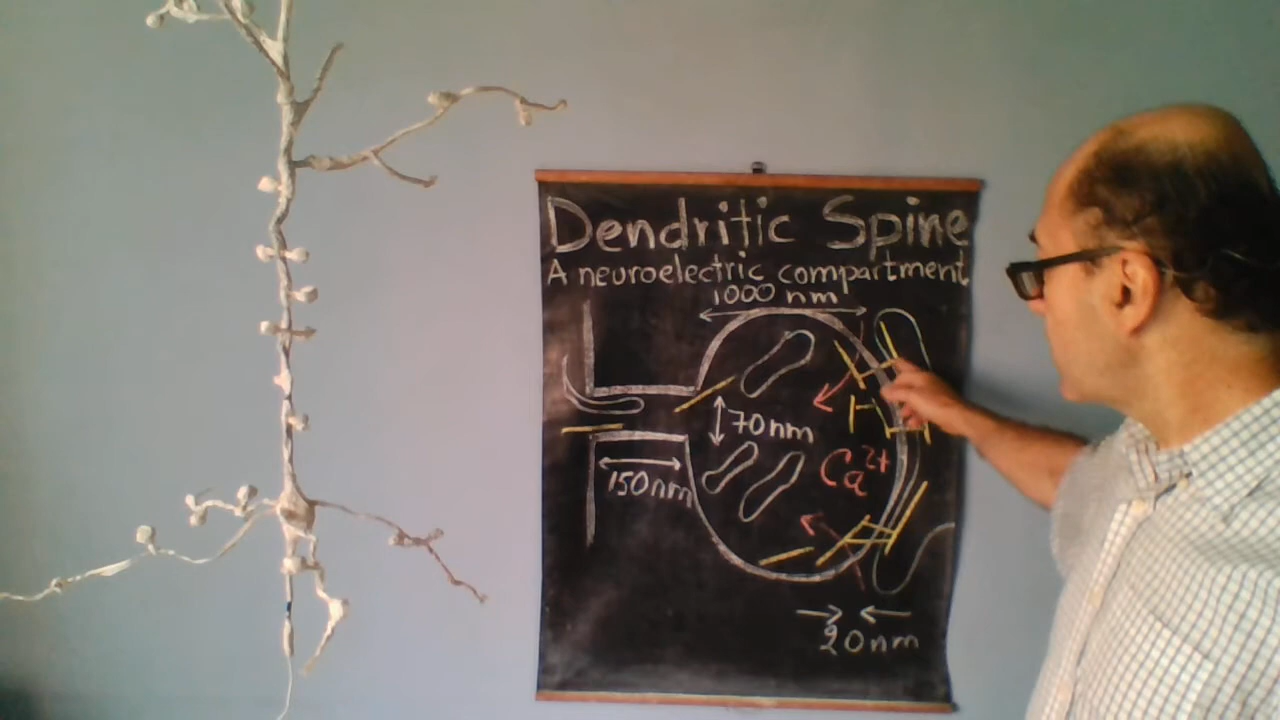 Dendritic Spine
A neuroelectric compartment
1000 nm
70nm
Ca2+
150nm
20nm